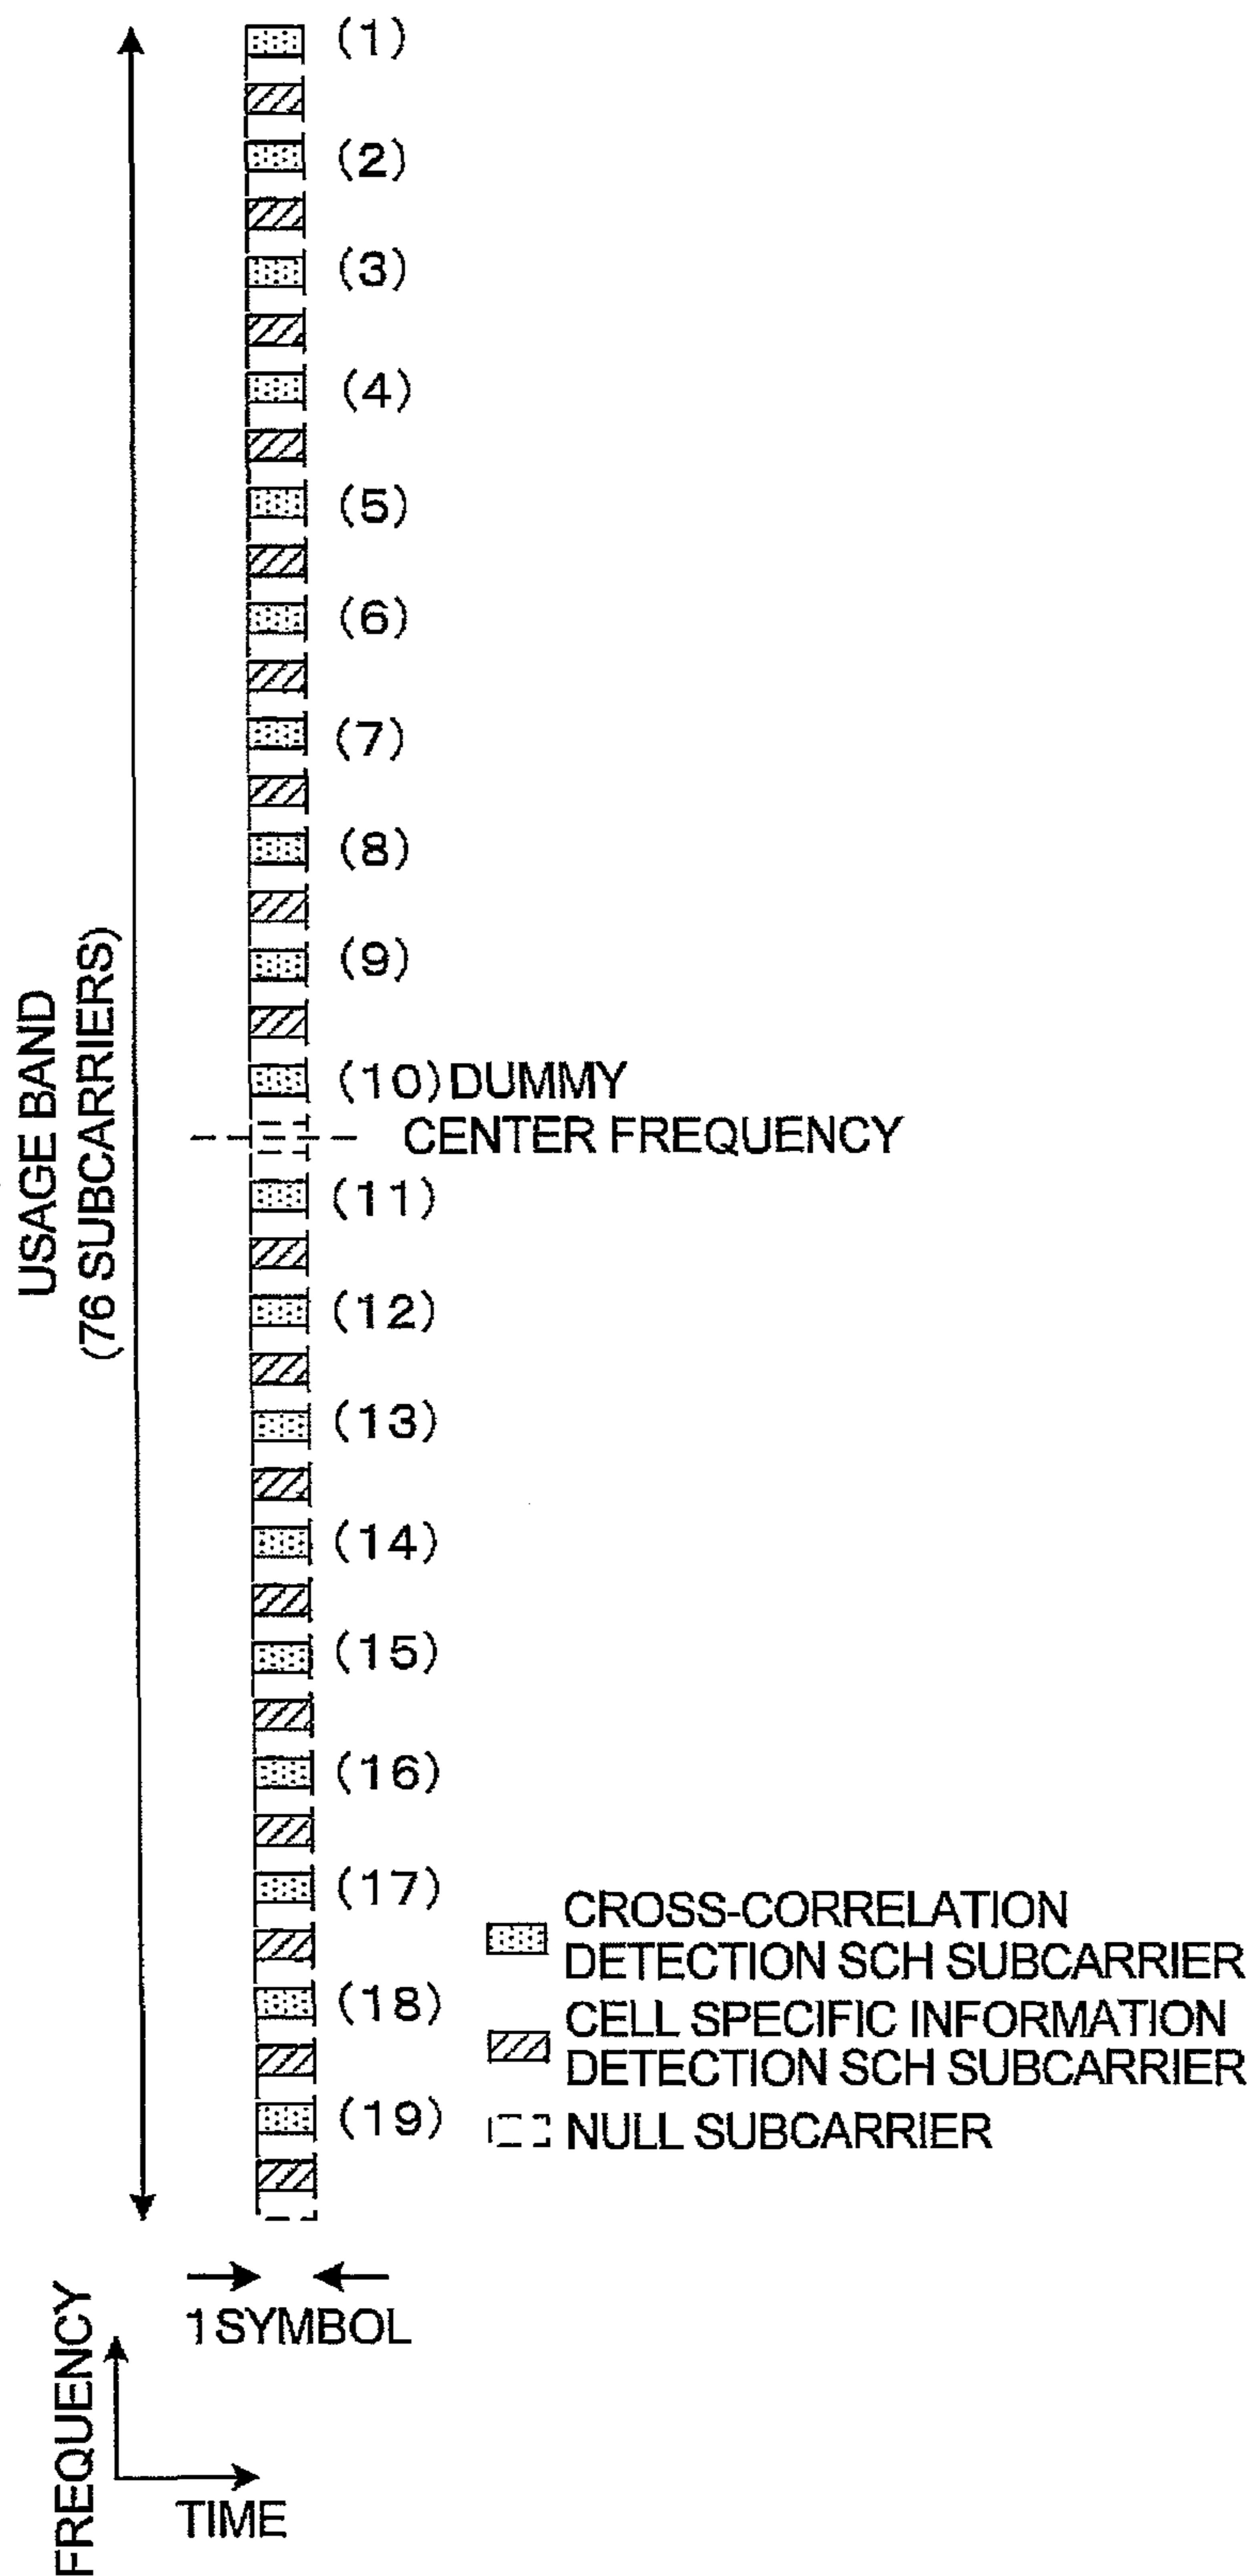 (1)
(2)
(3)
(4)
(5)
(6)
(7)
(8)
(9)
(10) DUMMY
CENTER FREQUENCY
(11)
(12)
(13)
(14)
(15)
(16)
(17)
(18)
(19)
USAGE BAND
(76 SUBCARRIERS)
CROSS-CORRELATION
DETECTION SCH SUBCARRIER
CELL SPECIFIC INFORMATION
DETECTION SCH SUBCARRIER
NULL SUBCARRIER
1 SYMBOL
FREQUENCY
TIME